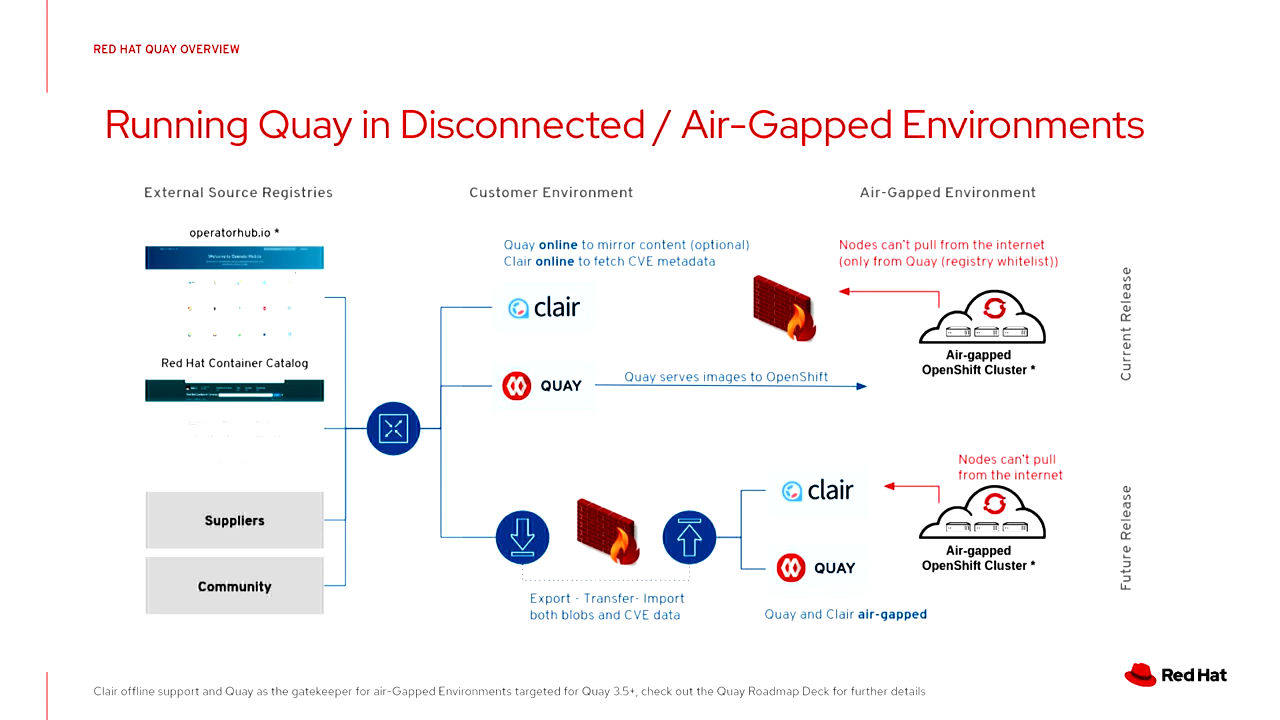 RED HAT QUAY OVERVIEW
Running Quay in Disconnected / Air-Gapped Environments
External Source Registries
Customer Environment
Air-Gapped Environment
operatorhub.io *
Red Hat Container Catalog
Suppliers
Community
Quay online to mirror content (optional)
Clair online to fetch CVE metadata
clair
QUAY
Quay serves images to OpenShift
Nodes can't pull from the internet
(only from Quay (registry whitelist))
Air-gapped
OpenShift Cluster *
Current Release
Export - Transfer- Import
both blobs and CVE data
clair
QUAY
Quay and Clair air-gapped
Nodes can't pull
from the internet
Air-gapped
OpenShift Cluster *
Future Release
Clair offline support and Quay as the gatekeeper for air-Gapped Environments targeted for Quay 3.5+, check out the Quay Roadmap Deck for further details
Red Hat